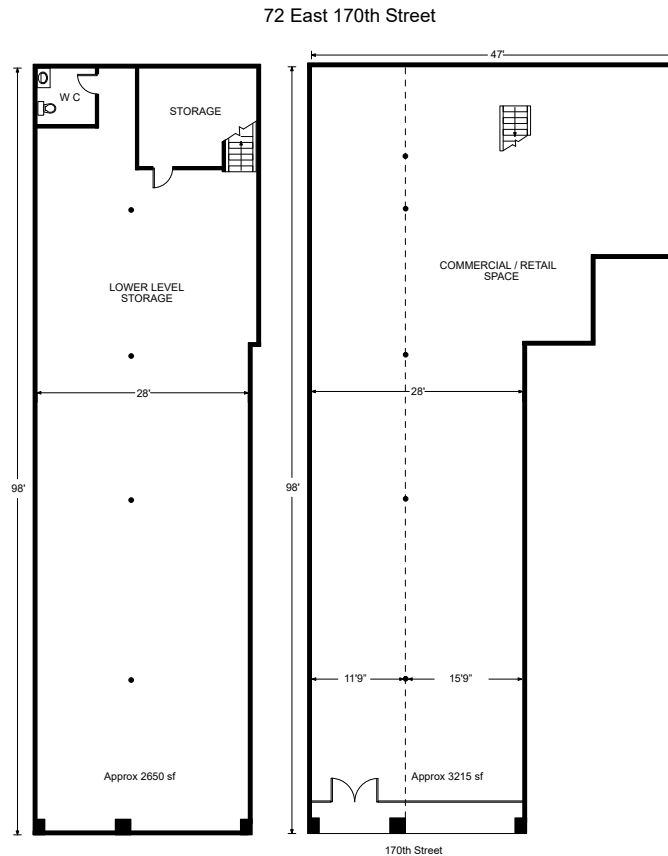 72 East 170th Street
47'
W C
STORAGE
COMMERCIAL / RETAIL
SPACE
LOWER LEVEL
STORAGE
28'
28'
98'
98'
11'9"
15'9"
Approx 2650 sf
Approx 3215 sf
170th Street